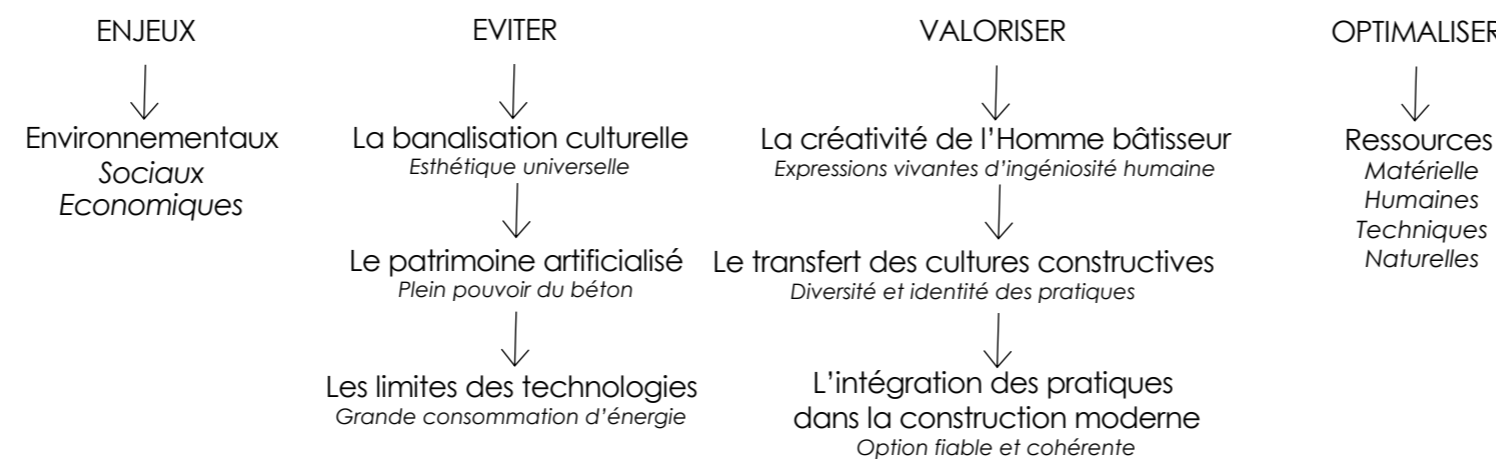 ENJEUX
Environnementaux
Sociaux
Economiques
EVITER
La banalisation culturelle
Esthétique universelle
Le patrimoine artificialisé
Plein pouvoir du béton
Les limites des technologies
Grande consommation d’énergie
VALORISER
La créativité de l’Homme bâtisseur
Expressions vivantes d’ingéniosité humaine
Le transfert des cultures constructives
Diversité et identité des pratiques
L’intégration des pratiques
dans la construction moderne
Option fiable et cohérente
OPTIMALISER
Ressources
Matérielle
Humaines
Techniques
Naturelles